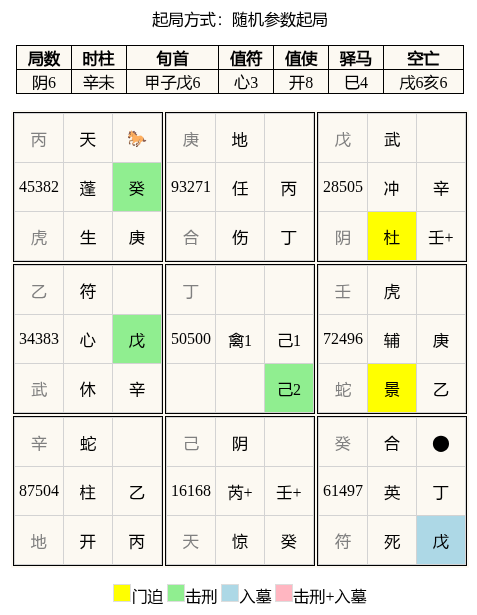 起局方式：随机参数起局
局数 时柱 旬首 值符 值使 驿马 空亡
阴6 辛未 甲子戊6 心3 开8 巳4 戌6亥6
丙 天 🐎 庚 地 戊 武
45382 蓬 癸 93271 任 丙 28505 冲 辛
虎 生 庚 合 伤 丁 阴 杜 壬+
乙 符 丁 壬 虎
34383 心 戊 50500 禽1 己1 72496 辅 庚
武 休 辛 己2 蛇 景 乙
辛 蛇 己 阴 癸 合 ●
87504 柱 乙 16168 芮+ 壬+ 61497 英 丁
地 开 丙 天 惊 癸 符 死 戊
门迫 击刑 入墓 击刑+入墓